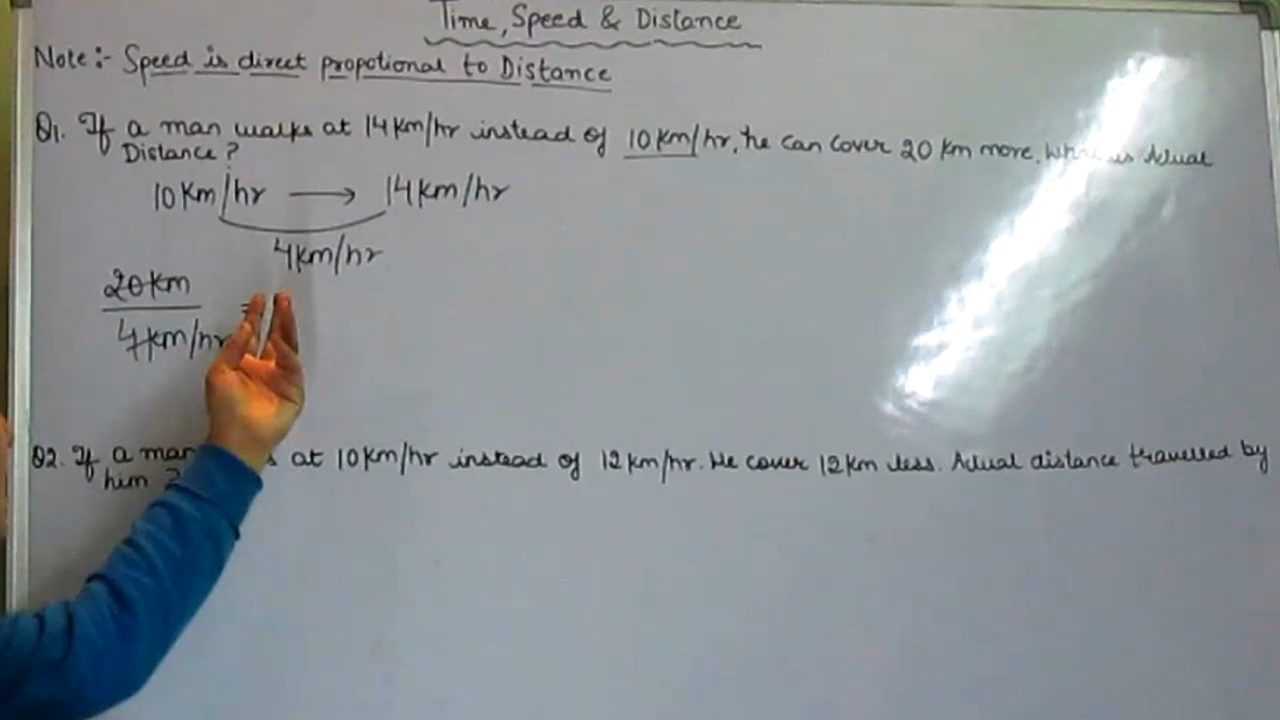 Time, Speed & Distance
Note :- Speed is direct propotional to Distance
Q1. If a man walks at 14 km/hr instead of 10 km/hr, he can cover 20 km more. What is Actual
Distance ?
10 km/hr → 14 km/hr
4 km/hr
20 km
4 km/hr =
Q2. If a man at 10 km/hr instead of 12 km/hr. He cover 12 km less. Actual distance travelled by
him ?